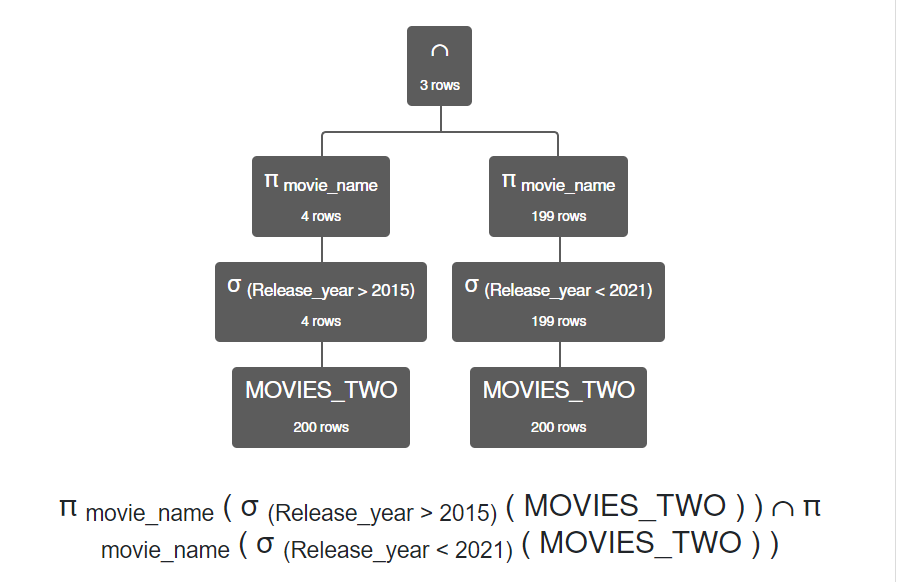 ∩
3 rows
π movie_name
4 rows
π movie_name
199 rows
σ (Release_year > 2015)
4 rows
σ (Release_year < 2021)
199 rows
MOVIES_TWO
200 rows
MOVIES_TWO
200 rows
π movie_name ( σ (Release_year > 2015) ( MOVIES_TWO ) ) ∩ π
movie_name ( σ (Release_year < 2021) ( MOVIES_TWO ) )